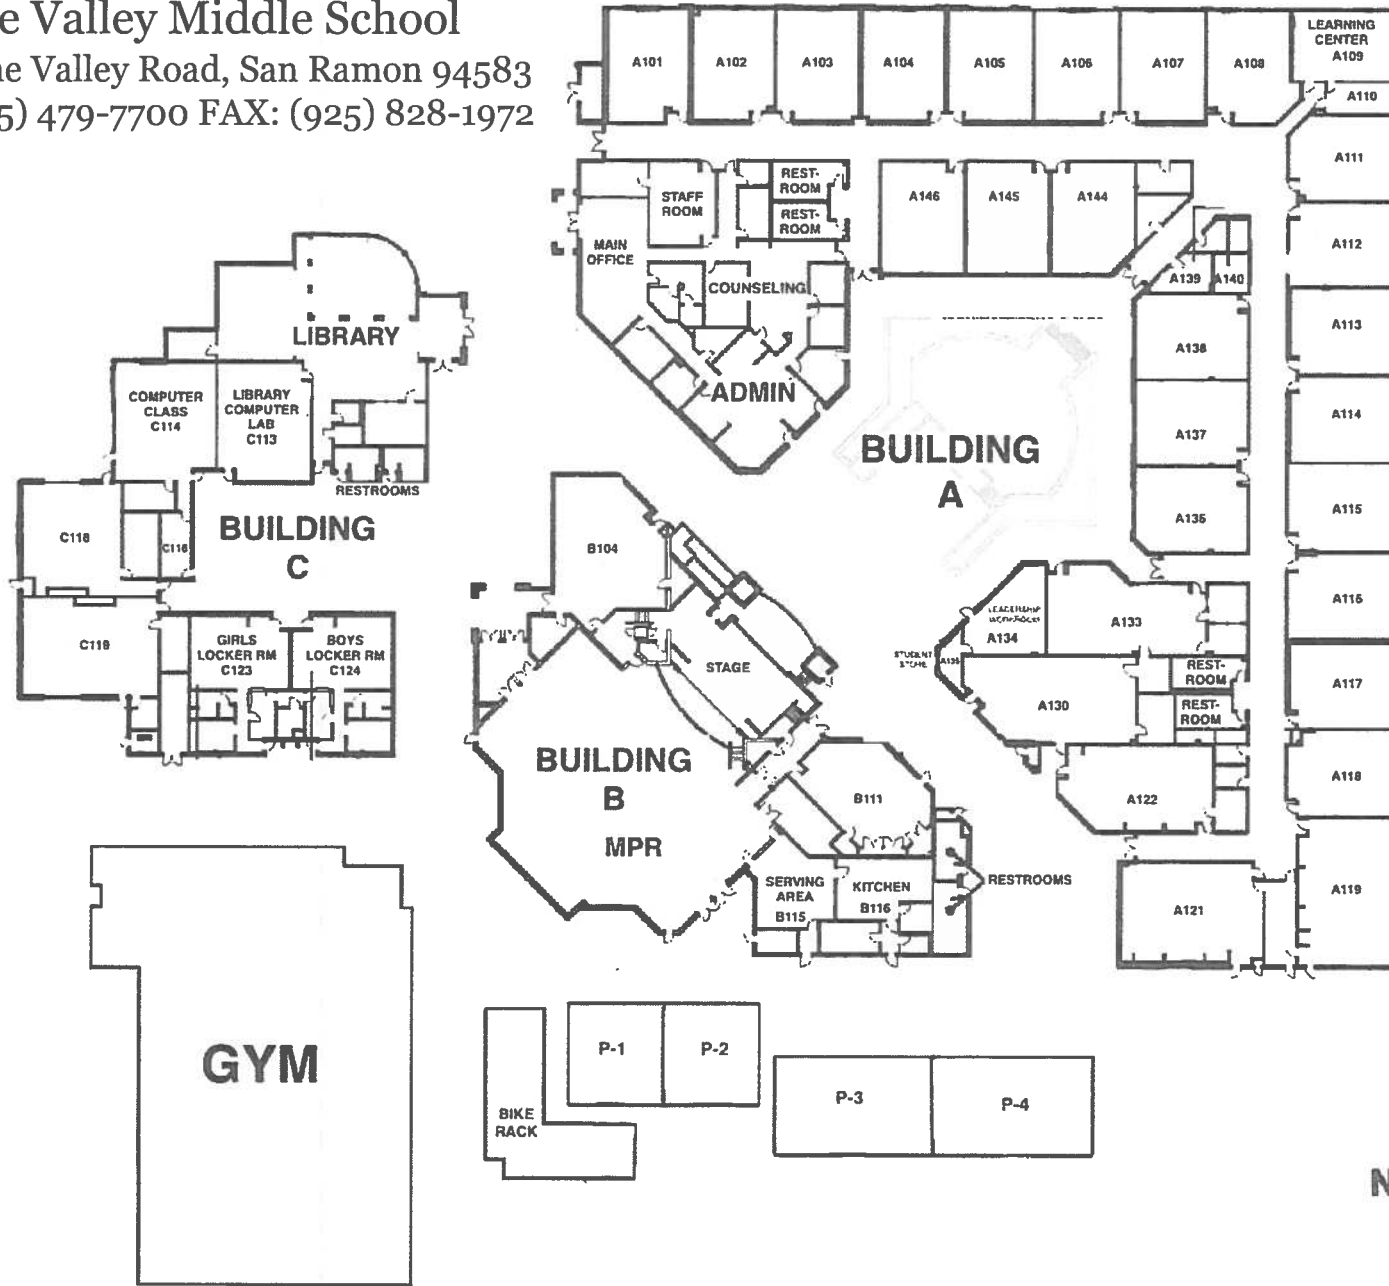 e Valley Middle School
ne Valley Road, San Ramon 94583
5) 479-7700 FAX: (925) 828-1972
A101
A102
A103
A104
A105
A106
A107
A108
LEARNING
CENTER
A109
A110
A111
A112
A113
A114
A115
A116
A117
A118
A119
A146
A145
A144
A139
A140
A138
A137
A136
STAFF
ROOM
REST-
ROOM
REST-
ROOM
MAIN
OFFICE
COUNSELING
ADMIN
BUILDING
A
LIBRARY
COMPUTER
CLASS
C114
LIBRARY
COMPUTER
LAB
C113
RESTROOMS
BUILDING
C
C118
C116
C119
GIRLS
LOCKER RM
C123
BOYS
LOCKER RM
C124
B104
STAGE
BUILDING
B
MPR
B111
SERVING
AREA
B115
KITCHEN
B116
RESTROOMS
LEADERSHIP
WORKROOM
A134
A133
STUDENT
STORE
A135
A130
REST-
ROOM
REST-
ROOM
A122
A121
GYM
BIKE
RACK
P-1
P-2
P-3
P-4
N